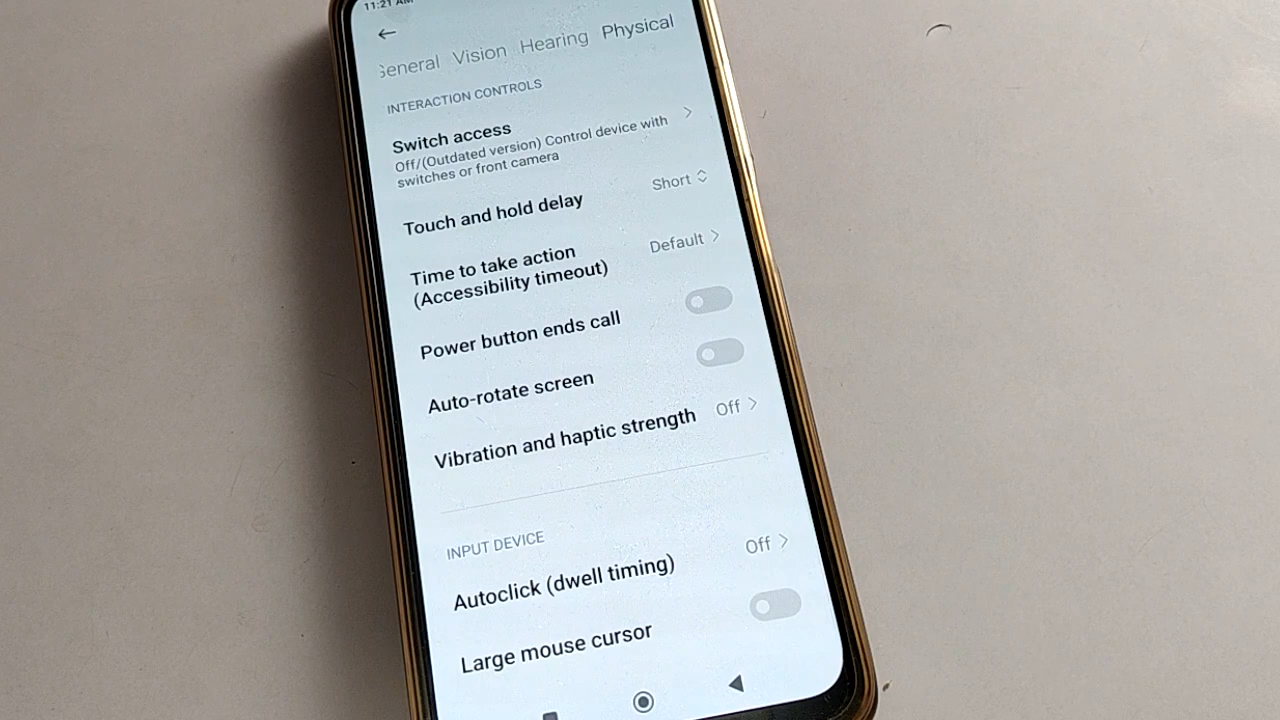 11:21 AM
General Vision Hearing Physical
INTERACTION CONTROLS
Switch access
Off/(Outdated version) Control device with
switches or front camera
Touch and hold delay Short
Time to take action
(Accessibility timeout) Default
Power button ends call
Auto-rotate screen
Vibration and haptic strength Off
INPUT DEVICE
Autoclick (dwell timing) Off
Large mouse cursor